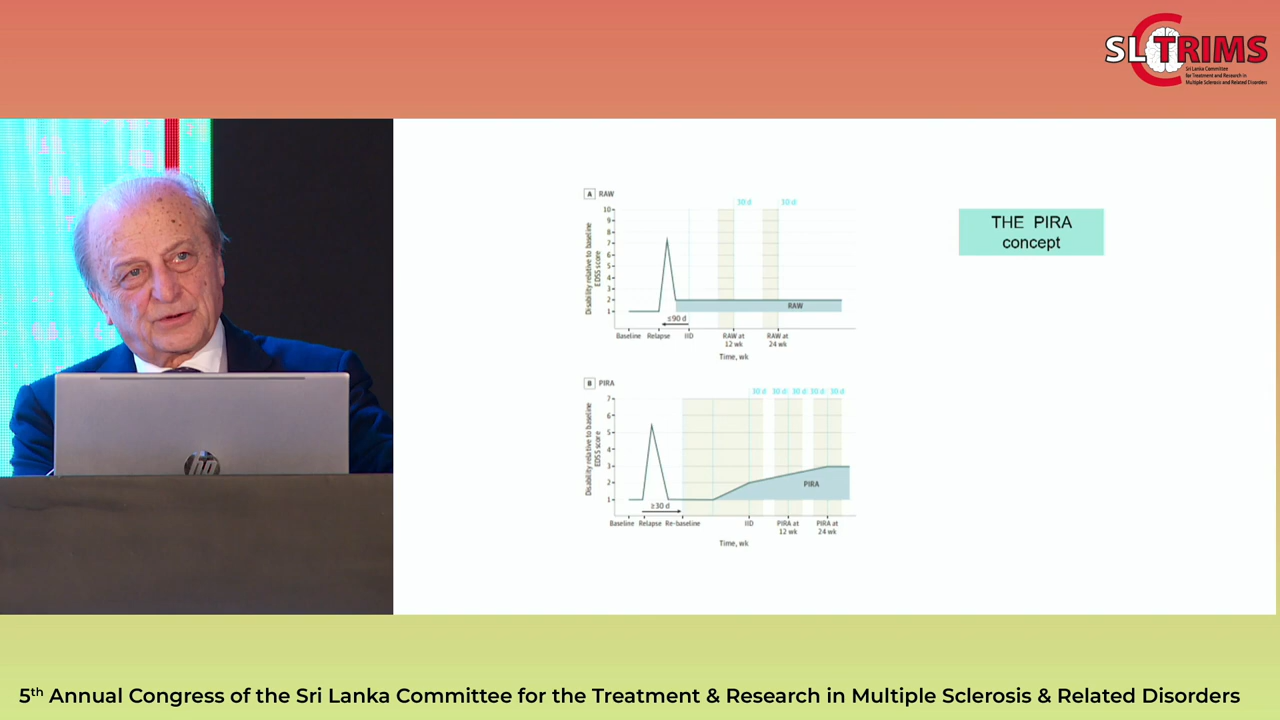 SLCTRIMS
Sri Lanka Committee
for Treatment and Research in
Multiple Sclerosis and Related Disorders
A RAW
30 d 30 d
Disability relative to baseline
EDSS score
10
9
8
7
6
5
4
3
2
1
RAW
≤90 d
Baseline Relapse IID RAW at
12 wk RAW at
24 wk
Time, wk
THE PIRA
concept
B PIRA
30 d 30 d 30 d 30 d 30 d
Disability relative to baseline
EDSS score
7
6
5
4
3
2
1
PIRA
≥30 d
Baseline Relapse Re-baseline IID PIRA at
12 wk PIRA at
24 wk
Time, wk
hp
5th Annual Congress of the Sri Lanka Committee for the Treatment & Research in Multiple Sclerosis & Related Disorders